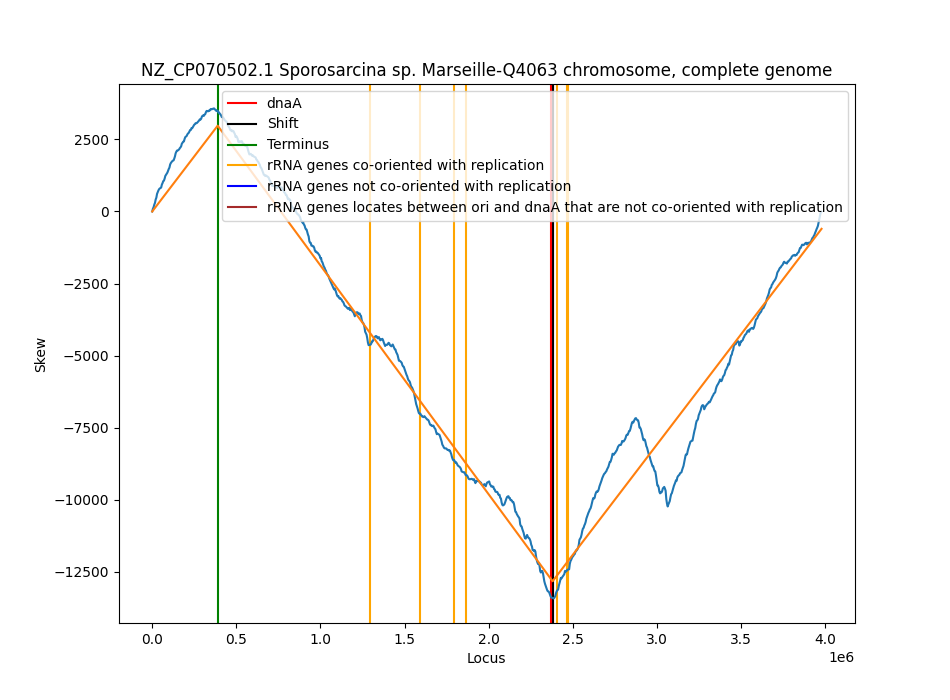 NZ_CP070502.1 Sporosarcina sp. Marseille-Q4063 chromosome, complete genome
dnaA
Shift
Terminus
rRNA genes co-oriented with replication
rRNA genes not co-oriented with replication
rRNA genes locates between ori and dnaA that are not co-oriented with replication
2500
0
−2500
−5000
−7500
−10000
−12500
Skew
0.0 0.5 1.0 1.5 2.0 2.5 3.0 3.5 4.0
1e6
Locus